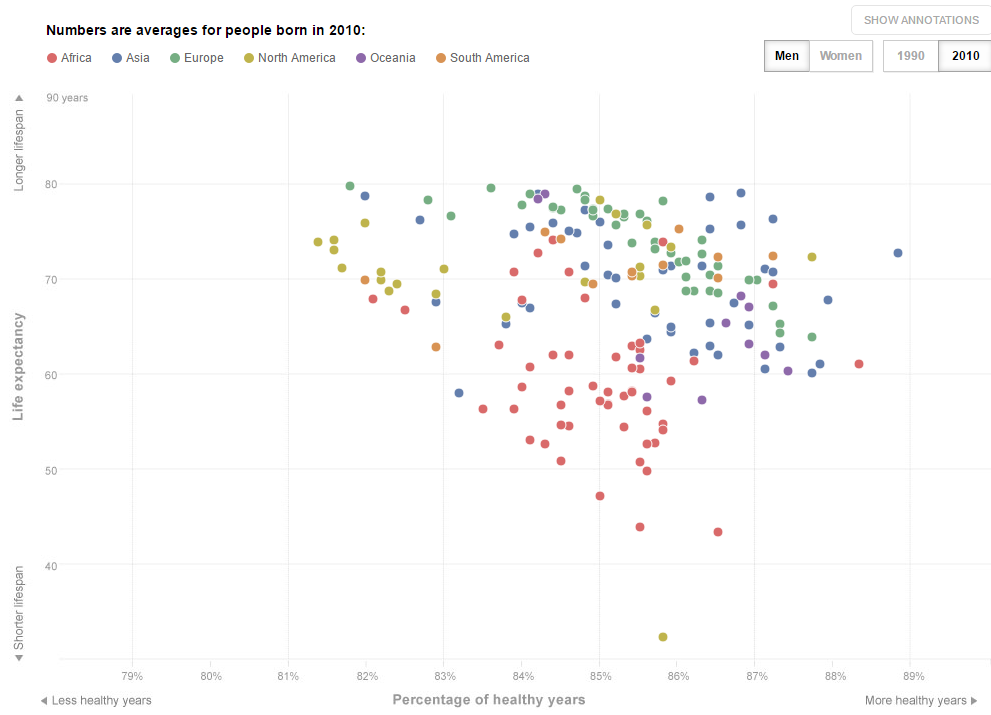 SHOW ANNOTATIONS
Numbers are averages for people born in 2010:
Africa Asia Europe North America Oceania South America
Men Women 1990 2010
90 years
Longer lifespan
80
70
Life expectancy
60
50
40
Shorter lifespan
79% 80% 81% 82% 83% 84% 85% 86% 87% 88% 89%
Less healthy years Percentage of healthy years More healthy years